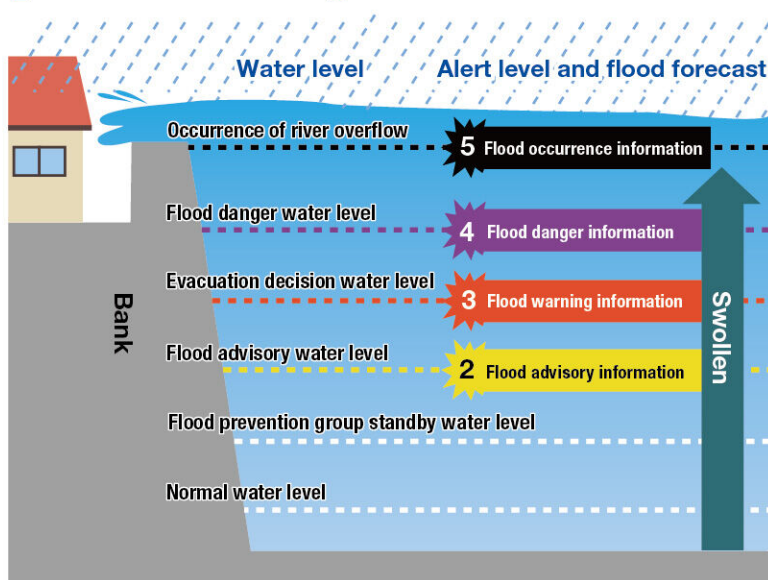 Water level
Alert level and flood forecast
Occurrence of river overflow
5 Flood occurrence information
Flood danger water level
4 Flood danger information
Evacuation decision water level
3 Flood warning information
Flood advisory water level
2 Flood advisory information
Flood prevention group standby water level
Normal water level
Bank
Swollen